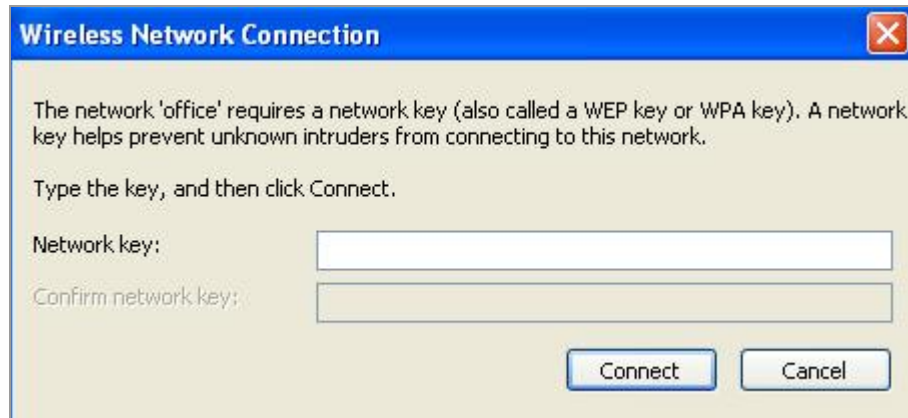 Wireless Network Connection
The network 'office' requires a network key (also called a WEP key or WPA key). A network
key helps prevent unknown intruders from connecting to this network.
Type the key, and then click Connect.
Network key:
Confirm network key:
Connect Cancel